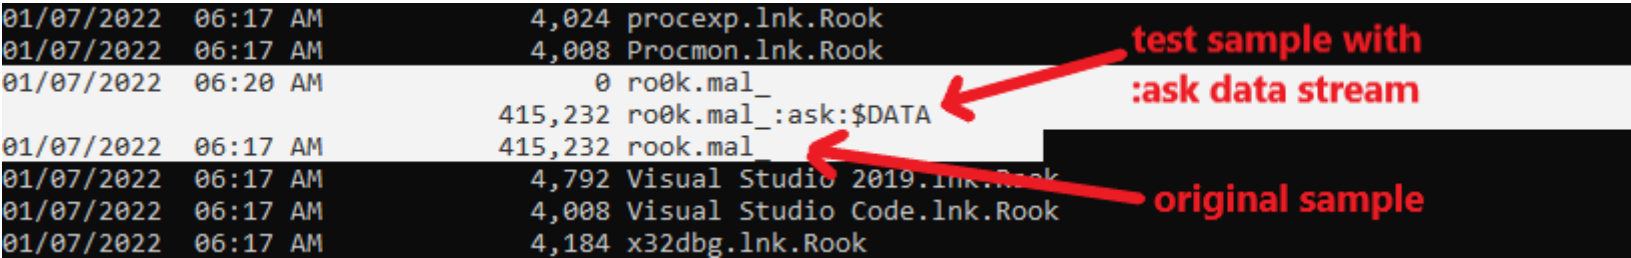 01/07/2022  06:17 AM             4,024 procexp.lnk.Rook
01/07/2022  06:17 AM             4,008 Procmon.lnk.Rook
01/07/2022  06:20 AM                 0 ro0k.mal_
                               415,232 ro0k.mal_:ask:$DATA
01/07/2022  06:17 AM           415,232 rook.mal_
01/07/2022  06:17 AM             4,792 Visual Studio 2019.lnk.Rook
01/07/2022  06:17 AM             4,008 Visual Studio Code.lnk.Rook
01/07/2022  06:17 AM             4,184 x32dbg.lnk.Rook
test sample with
:ask data stream
original sample